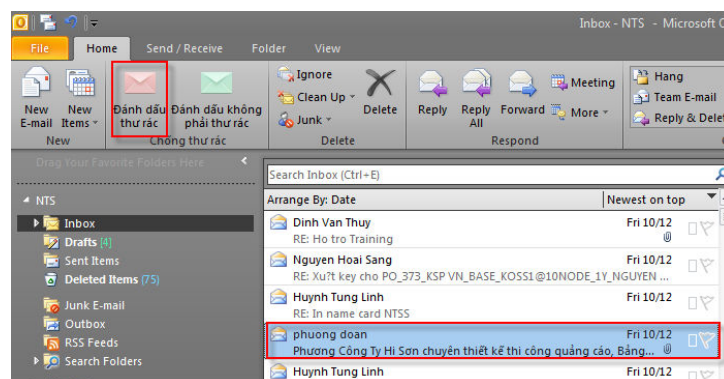 Inbox - NTS - Microsoft O
File Home Send / Receive Folder View
New E-mail
New Items
Đánh dấu thư rác
Đánh dấu không phải thư rác
Ignore
Clean Up
Junk
Delete
Reply
Reply All
Forward
Meeting
More
Hang
Team E-mail
Reply & Delet
New
Chống thư rác
Delete
Respond
Drag Your Favorite Folders Here
Search Inbox (Ctrl+E)
NTS
Inbox
Drafts [4]
Sent Items
Deleted Items (75)
Junk E-mail
Outbox
RSS Feeds
Search Folders
Arrange By: Date Newest on top
Dinh Van Thuy Fri 10/12
RE: Ho tro Training
Nguyen Hoai Sang Fri 10/12
RE: Xu?t key cho PO_373_KSP VN_BASE_KOSS1@10NODE_1Y_NGUYEN ...
Huynh Tung Linh Fri 10/12
RE: In name card NTSS
phuong doan Fri 10/12
Phương Công Ty Hi Sơn chuyên thiết kế thi công quảng cáo, Bảng...
Huynh Tung Linh Fri 10/12